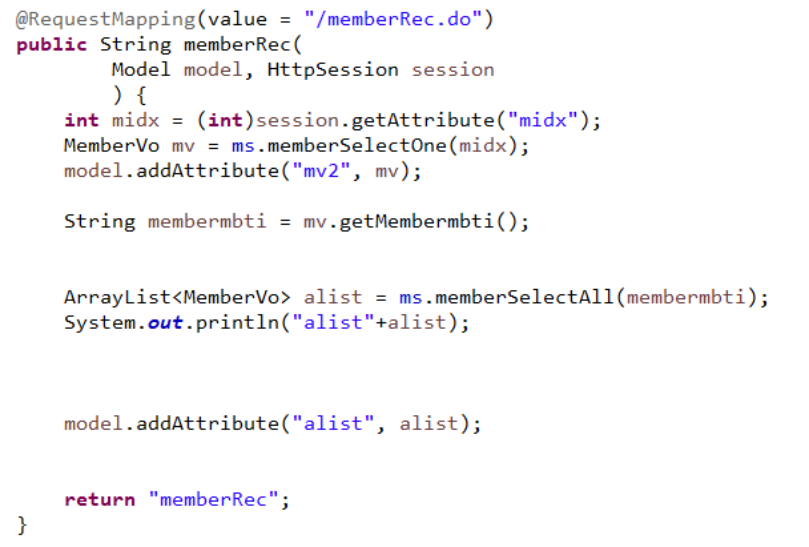 @RequestMapping(value = "/memberRec.do")
public String memberRec(
        Model model, HttpSession session
        ) {
    int midx = (int)session.getAttribute("midx");
    MemberVo mv = ms.memberSelectOne(midx);
    model.addAttribute("mv2", mv);
    String membermbti = mv.getMembermbti();
    ArrayList<MemberVo> alist = ms.memberSelectAll(membermbti);
    System.out.println("alist"+alist);
    model.addAttribute("alist", alist);
    return "memberRec";
}